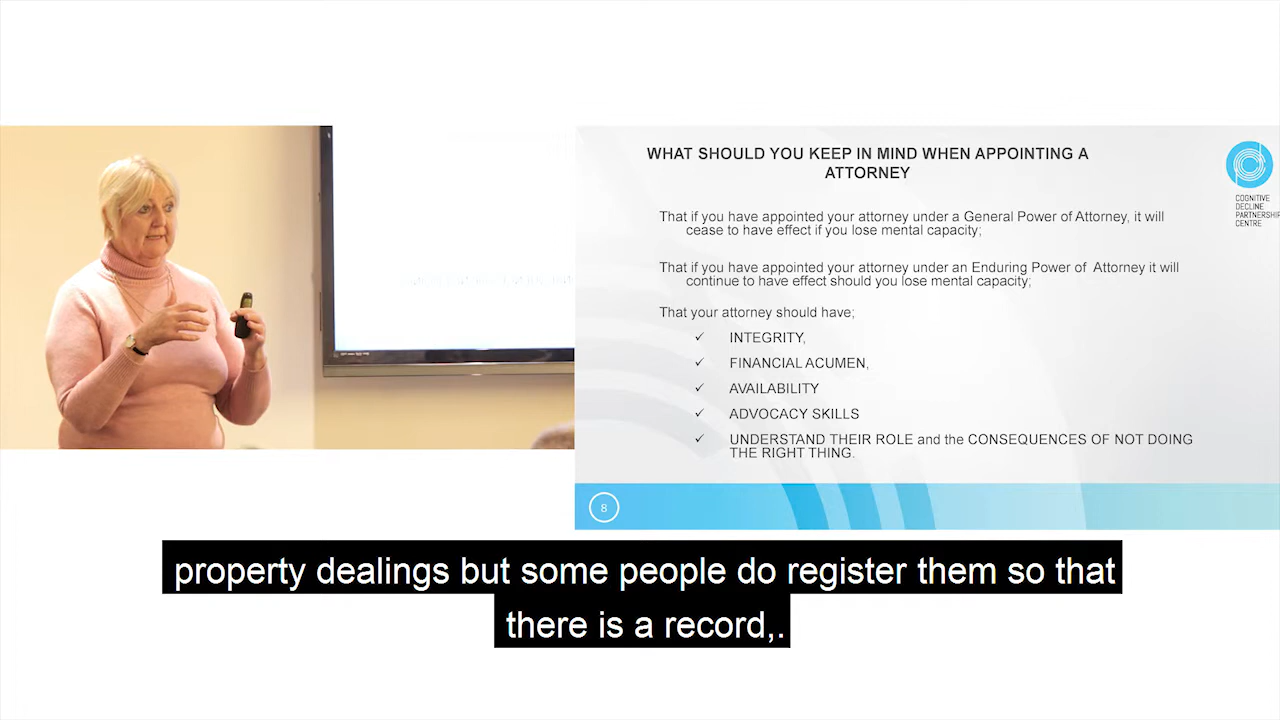 WHAT SHOULD YOU KEEP IN MIND WHEN APPOINTING A
ATTORNEY
COGNITIVE
DECLINE
PARTNERSHIP
CENTRE
That if you have appointed your attorney under a General Power of Attorney, it will
cease to have effect if you lose mental capacity;
That if you have appointed your attorney under an Enduring Power of Attorney it will
continue to have effect should you lose mental capacity;
That your attorney should have;
✓ INTEGRITY,
✓ FINANCIAL ACUMEN,
✓ AVAILABILITY
✓ ADVOCACY SKILLS
✓ UNDERSTAND THEIR ROLE and the CONSEQUENCES OF NOT DOING
THE RIGHT THING.
8
property dealings but some people do register them so that
there is a record,.